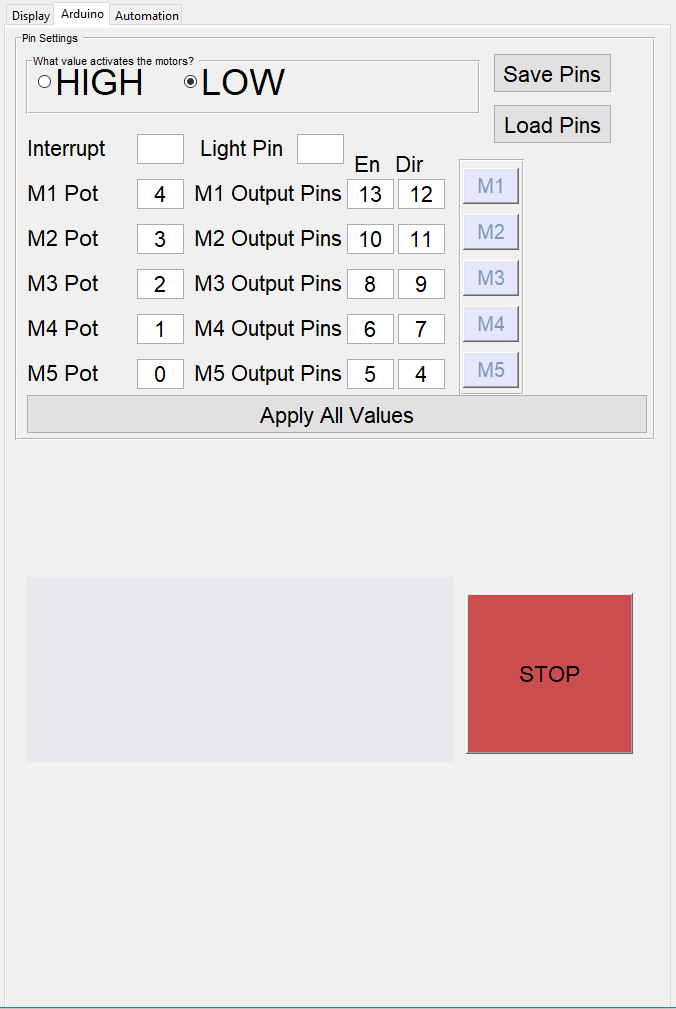 Display Arduino Automation
Pin Settings
What value activates the motors?
HIGH LOW
Save Pins
Load Pins
Interrupt Light Pin
En Dir
M1 Pot 4 M1 Output Pins 13 12 M1
M2 Pot 3 M2 Output Pins 10 11 M2
M3 Pot 2 M3 Output Pins 8 9 M3
M4 Pot 1 M4 Output Pins 6 7 M4
M5 Pot 0 M5 Output Pins 5 4 M5
Apply All Values
STOP